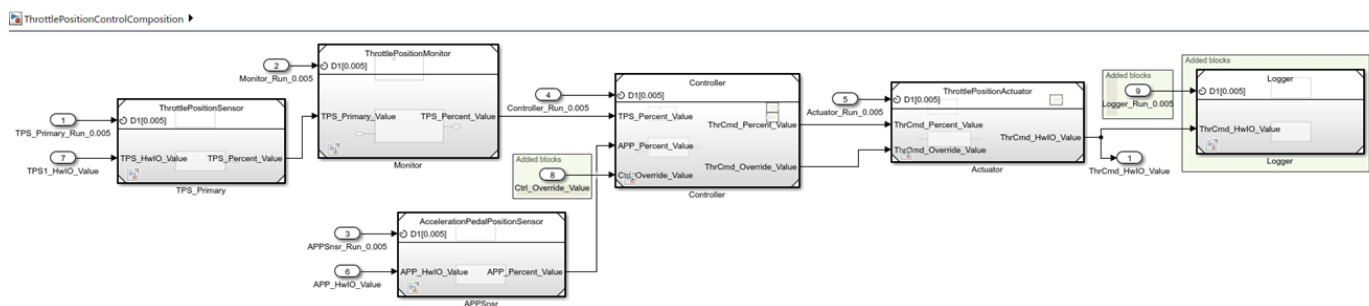 ThrottlePositionControlComposition
ThrottlePositionMonitor
D1[0.005]
2
Monitor_Run_0.005
TPS_Primary_Value
TPS_Percent_Value
Monitor
ThrottlePositionSensor
D1[0.005]
1
TPS_Primary_Run_0.005
7
TPS1_HwIO_Value
TPS_HwIO_Value
TPS_Percent_Value
TPS_Primary
Controller
D1[0.005]
4
Controller_Run_0.005
TPS_Percent_Value
APP_Percent_Value
Ctrl_Override_Value
ThrCmd_Percent_Value
ThrCmd_Override_Value
Controller
Added blocks
8
Ctrl_Override_Value
AccelerationPedalPositionSensor
D1[0.005]
3
APPSnsr_Run_0.005
6
APP_HwIO_Value
APP_HwIO_Value
APP_Percent_Value
APPSnsr
ThrottlePositionActuator
D1[0.005]
5
Actuator_Run_0.005
ThrCmd_Percent_Value
ThrCmd_Override_Value
ThrCmd_HwIO_Value
Actuator
1
ThrCmd_HwIO_Value
Added blocks
9
Logger_Run_0.005
Added blocks
Logger
D1[0.005]
ThrCmd_HwIO_Value
Logger